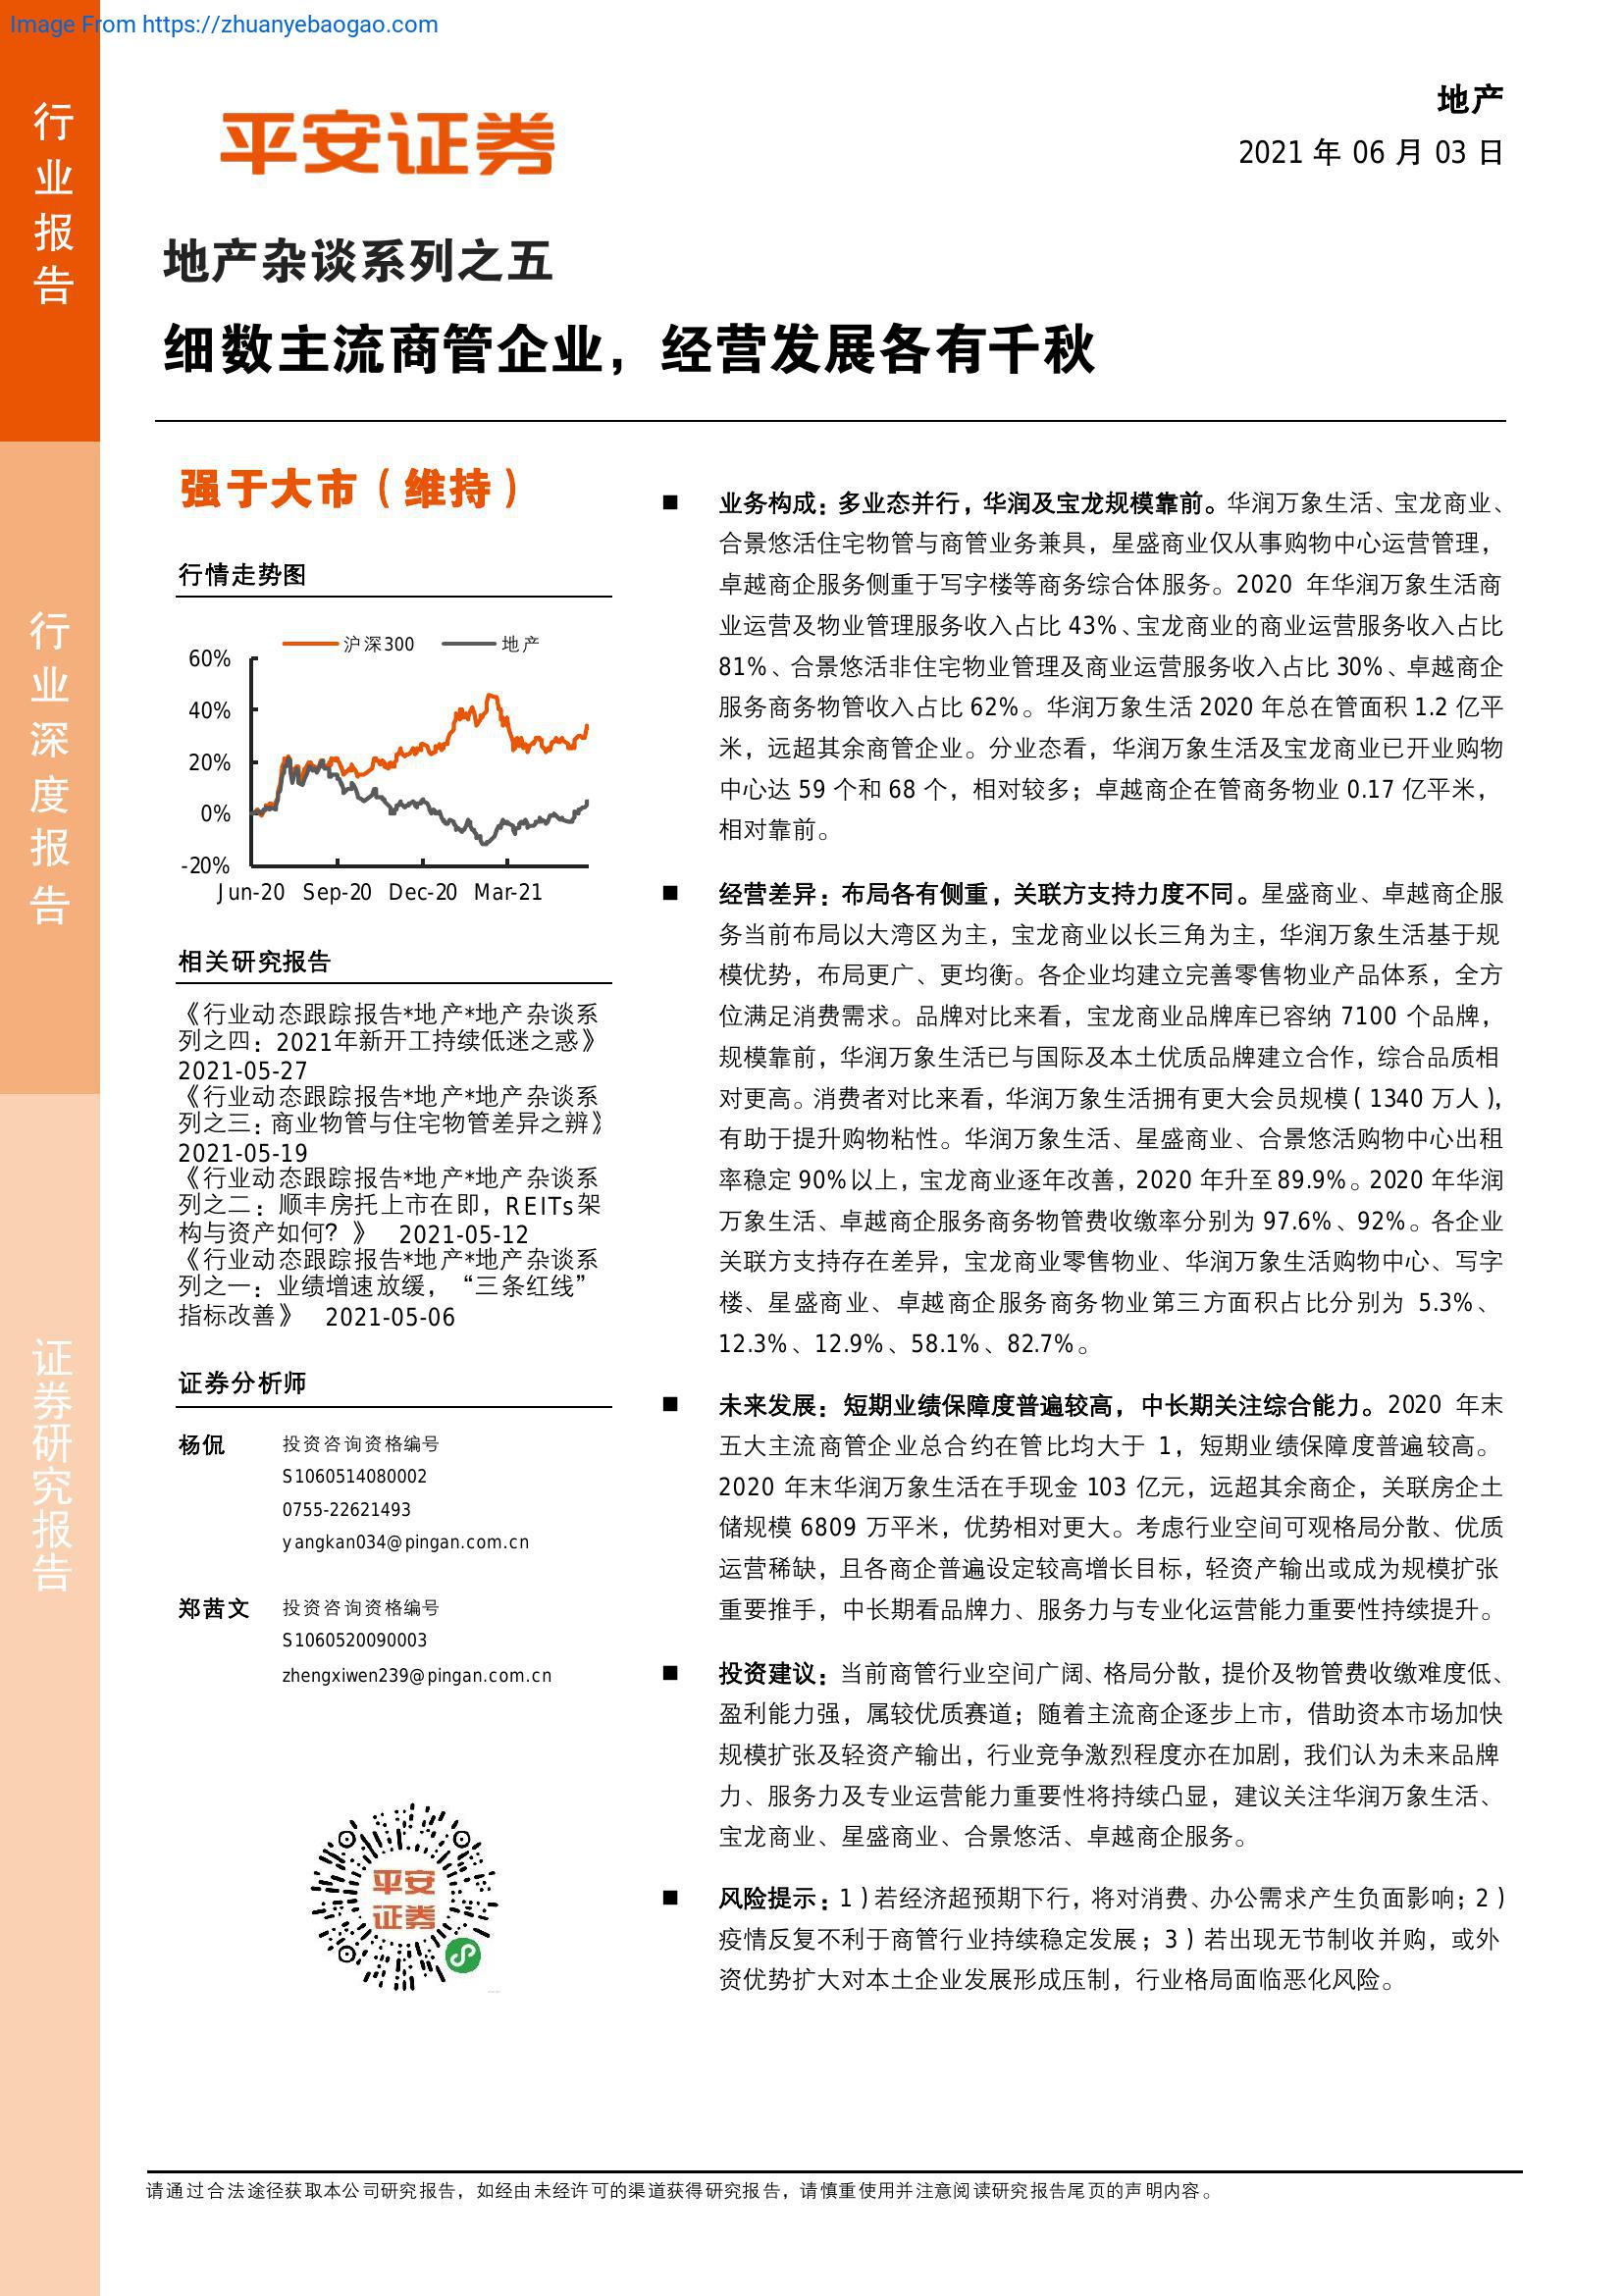 Image From https://zhuanyebaogao.com
行业报告
行业深度报告
证券研究报告
平安证券
地产
2021 年 06 月 03 日
地产杂谈系列之五
细数主流商管企业，经营发展各有千秋
强于大市（维持）
行情走势图
沪深300 地产
60%
40%
20%
0%
-20%
Jun-20 Sep-20 Dec-20 Mar-21
相关研究报告
《行业动态跟踪报告*地产*地产杂谈系
列之四：2021年新开工持续低迷之惑》
2021-05-27
《行业动态跟踪报告*地产*地产杂谈系
列之三：商业物管与住宅物管差异之辨》
2021-05-19
《行业动态跟踪报告*地产*地产杂谈系
列之二：顺丰房托上市在即，REITs架
构与资产如何？》 2021-05-12
《行业动态跟踪报告*地产*地产杂谈系
列之一：业绩增速放缓，“三条红线”
指标改善》 2021-05-06
证券分析师
杨侃 投资咨询资格编号
S1060514080002
0755-22621493
yangkan034@pingan.com.cn
郑茜文 投资咨询资格编号
S1060520090003
zhengxiwen239@pingan.com.cn
平安
证券
■ 业务构成：多业态并行，华润及宝龙规模靠前。华润万象生活、宝龙商业、
合景悠活住宅物管与商管业务兼具，星盛商业仅从事购物中心运营管理，
卓越商企服务侧重于写字楼等商务综合体服务。2020 年华润万象生活商
业运营及物业管理服务收入占比 43%、宝龙商业的商业运营服务收入占比
81%、合景悠活非住宅物业管理及商业运营服务收入占比 30%、卓越商企
服务商务物管收入占比 62%。华润万象生活 2020 年总在管面积 1.2 亿平
米，远超其余商管企业。分业态看，华润万象生活及宝龙商业已开业购物
中心达 59 个和 68 个，相对较多；卓越商企在管商务物业 0.17 亿平米，
相对靠前。
■ 经营差异：布局各有侧重，关联方支持力度不同。星盛商业、卓越商企服
务当前布局以大湾区为主，宝龙商业以长三角为主，华润万象生活基于规
模优势，布局更广、更均衡。各企业均建立完善零售物业产品体系，全方
位满足消费需求。品牌对比来看，宝龙商业品牌库已容纳 7100 个品牌，
规模靠前，华润万象生活已与国际及本土优质品牌建立合作，综合品质相
对更高。消费者对比来看，华润万象生活拥有更大会员规模（1340 万人），
有助于提升购物粘性。华润万象生活、星盛商业、合景悠活购物中心出租
率稳定 90%以上，宝龙商业逐年改善，2020 年升至 89.9%。2020 年华润
万象生活、卓越商企服务商务物管费收缴率分别为 97.6%、92%。各企业
关联方支持存在差异，宝龙商业零售物业、华润万象生活购物中心、写字
楼、星盛商业、卓越商企服务商务物业第三方面积占比分别为 5.3%、
12.3%、12.9%、58.1%、82.7%。
■ 未来发展：短期业绩保障度普遍较高，中长期关注综合能力。2020 年末
五大主流商管企业总合约在管比均大于 1，短期业绩保障度普遍较高。
2020 年末华润万象生活在手现金 103 亿元，远超其余商企，关联房企土
储规模 6809 万平米，优势相对更大。考虑行业空间可观格局分散、优质
运营稀缺，且各商企普遍设定较高增长目标，轻资产输出或成为规模扩张
重要推手，中长期看品牌力、服务力与专业化运营能力重要性持续提升。
■ 投资建议：当前商管行业空间广阔、格局分散，提价及物管费收缴难度低、
盈利能力强，属较优质赛道；随着主流商企逐步上市，借助资本市场加快
规模扩张及轻资产输出，行业竞争激烈程度亦在加剧，我们认为未来品牌
力、服务力及专业运营能力重要性将持续凸显，建议关注华润万象生活、
宝龙商业、星盛商业、合景悠活、卓越商企服务。
■ 风险提示：1）若经济超预期下行，将对消费、办公需求产生负面影响；2）
疫情反复不利于商管行业持续稳定发展；3）若出现无节制收并购，或外
资优势扩大对本土企业发展形成压制，行业格局面临恶化风险。
请通过合法途径获取本公司研究报告，如经由未经许可的渠道获得研究报告，请慎重使用并注意阅读研究报告尾页的声明内容。